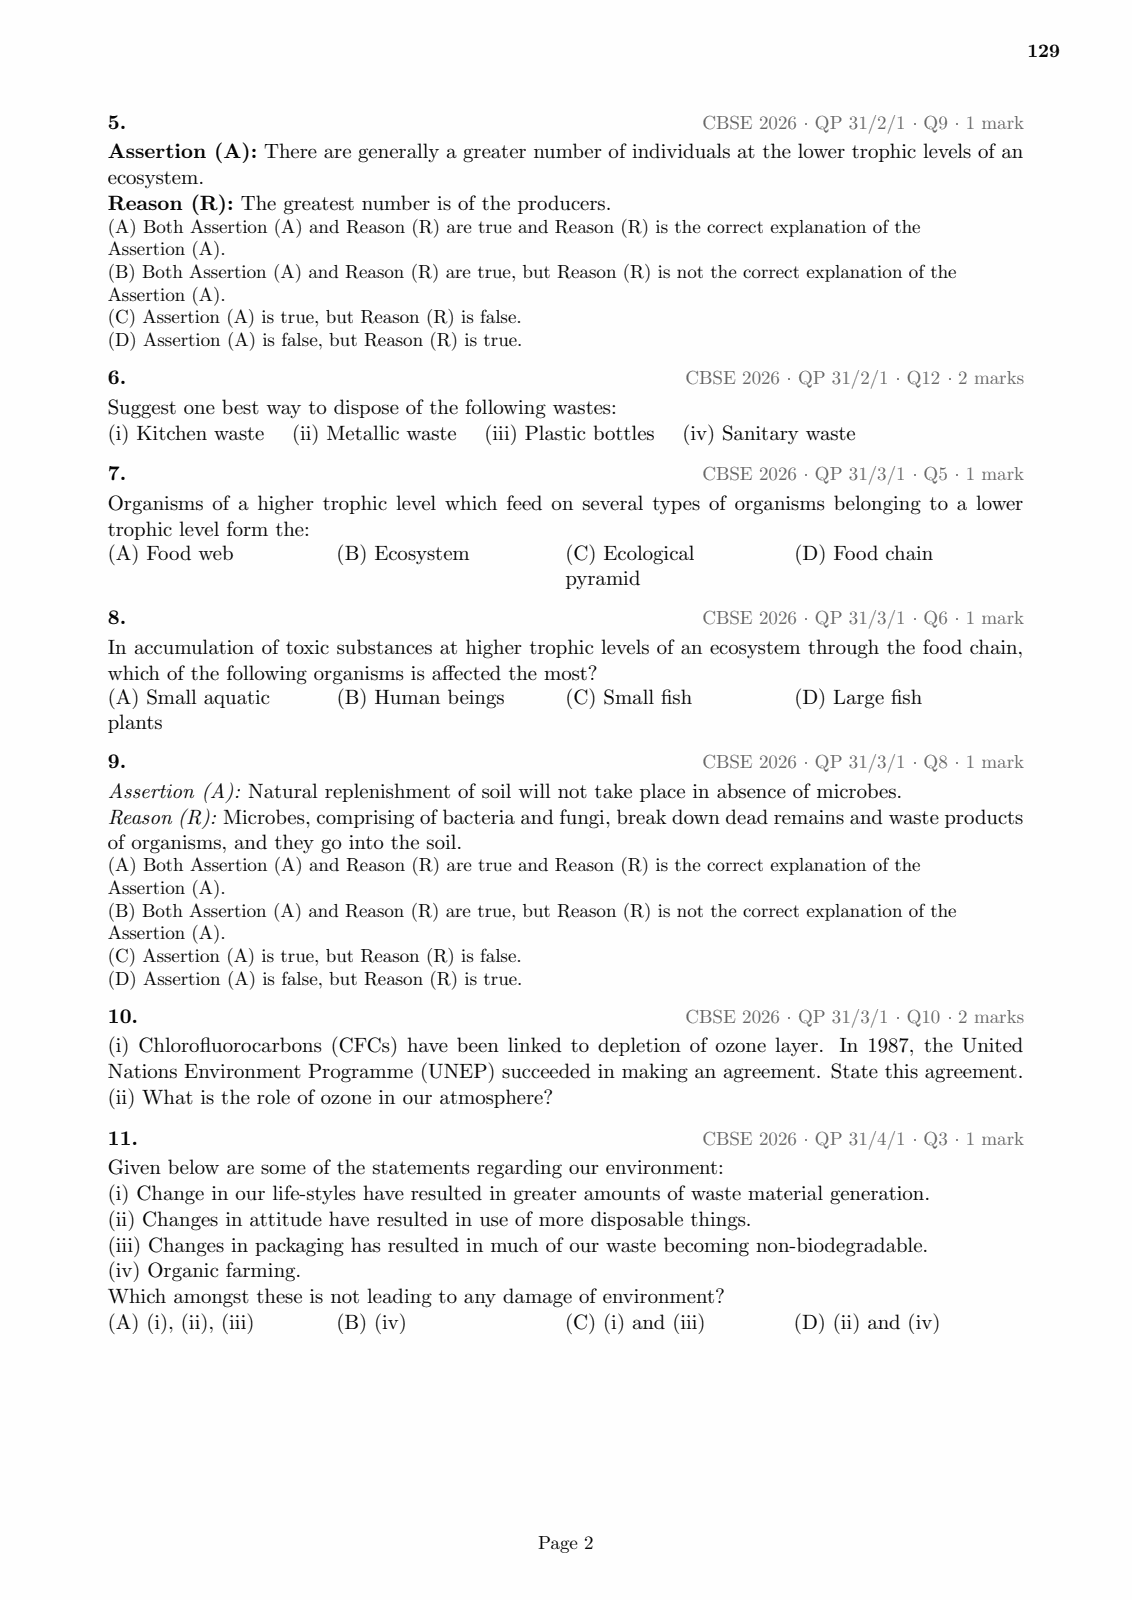 129
5. CBSE 2026 · QP 31/2/1 · Q9 · 1 mark
Assertion (A): There are generally a greater number of individuals at the lower trophic levels of an
ecosystem.
Reason (R): The greatest number is of the producers.
(A) Both Assertion (A) and Reason (R) are true and Reason (R) is the correct explanation of the
Assertion (A).
(B) Both Assertion (A) and Reason (R) are true, but Reason (R) is not the correct explanation of the
Assertion (A).
(C) Assertion (A) is true, but Reason (R) is false.
(D) Assertion (A) is false, but Reason (R) is true.
6. CBSE 2026 · QP 31/2/1 · Q12 · 2 marks
Suggest one best way to dispose of the following wastes:
(i) Kitchen waste (ii) Metallic waste (iii) Plastic bottles (iv) Sanitary waste
7. CBSE 2026 · QP 31/3/1 · Q5 · 1 mark
Organisms of a higher trophic level which feed on several types of organisms belonging to a lower
trophic level form the:
(A) Food web (B) Ecosystem (C) Ecological (D) Food chain
pyramid
8. CBSE 2026 · QP 31/3/1 · Q6 · 1 mark
In accumulation of toxic substances at higher trophic levels of an ecosystem through the food chain,
which of the following organisms is affected the most?
(A) Small aquatic (B) Human beings (C) Small fish (D) Large fish
plants
9. CBSE 2026 · QP 31/3/1 · Q8 · 1 mark
Assertion (A): Natural replenishment of soil will not take place in absence of microbes.
Reason (R): Microbes, comprising of bacteria and fungi, break down dead remains and waste products
of organisms, and they go into the soil.
(A) Both Assertion (A) and Reason (R) are true and Reason (R) is the correct explanation of the
Assertion (A).
(B) Both Assertion (A) and Reason (R) are true, but Reason (R) is not the correct explanation of the
Assertion (A).
(C) Assertion (A) is true, but Reason (R) is false.
(D) Assertion (A) is false, but Reason (R) is true.
10. CBSE 2026 · QP 31/3/1 · Q10 · 2 marks
(i) Chlorofluorocarbons (CFCs) have been linked to depletion of ozone layer. In 1987, the United
Nations Environment Programme (UNEP) succeeded in making an agreement. State this agreement.
(ii) What is the role of ozone in our atmosphere?
11. CBSE 2026 · QP 31/4/1 · Q3 · 1 mark
Given below are some of the statements regarding our environment:
(i) Change in our life-styles have resulted in greater amounts of waste material generation.
(ii) Changes in attitude have resulted in use of more disposable things.
(iii) Changes in packaging has resulted in much of our waste becoming non-biodegradable.
(iv) Organic farming.
Which amongst these is not leading to any damage of environment?
(A) (i), (ii), (iii) (B) (iv) (C) (i) and (iii) (D) (ii) and (iv)
Page 2